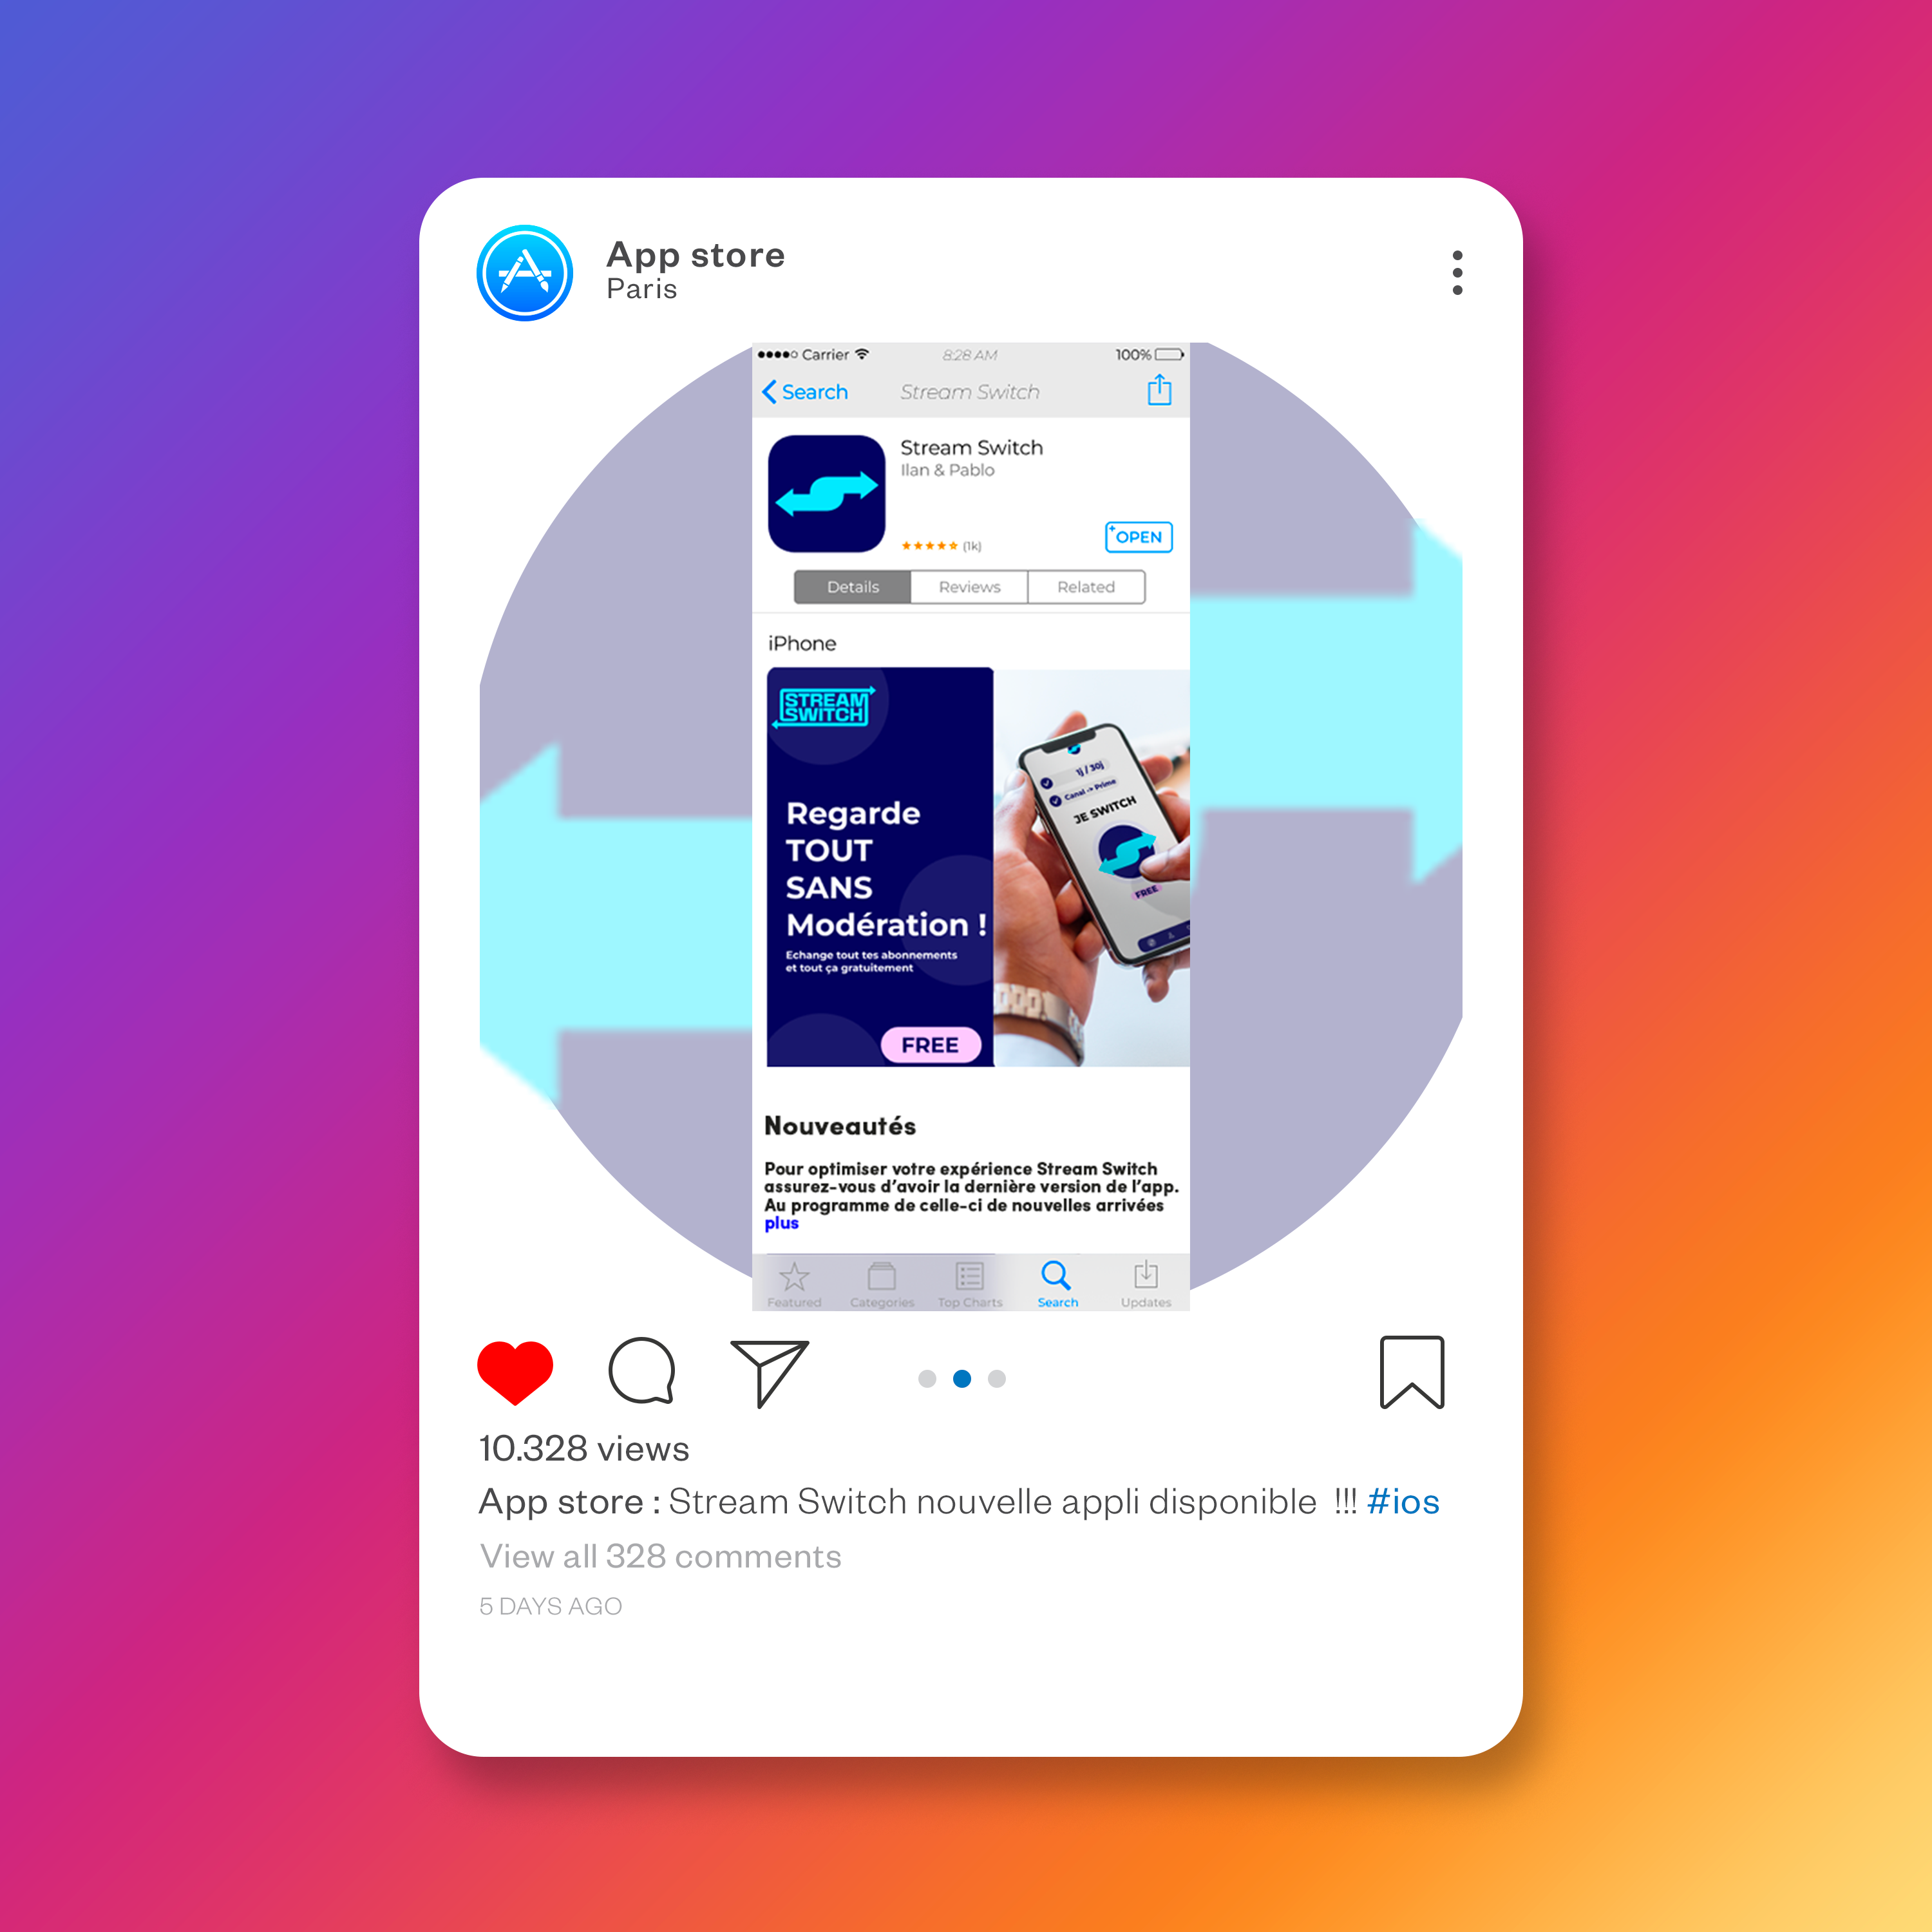 App store
Paris
Carrier 8:28 AM 100%
Search Stream Switch
Stream Switch
Ilan & Pablo
(1k)
OPEN
Details Reviews Related
iPhone
STREAM
SWITCH
Regarde
TOUT
SANS
Modération !
Echange tout tes abonnements
et tout ça gratuitement
FREE
1j / 30j
Canal -> Prime
JE SWITCH
FREE
Nouveautés
Pour optimiser votre expérience Stream Switch
assurez-vous d’avoir la dernière version de l’app.
Au programme de celle-ci de nouvelles arrivées
plus
Featured Categories Top Charts Search Updates
10.328 views
App store : Stream Switch nouvelle appli disponible !!! #ios
View all 328 comments
5 DAYS AGO